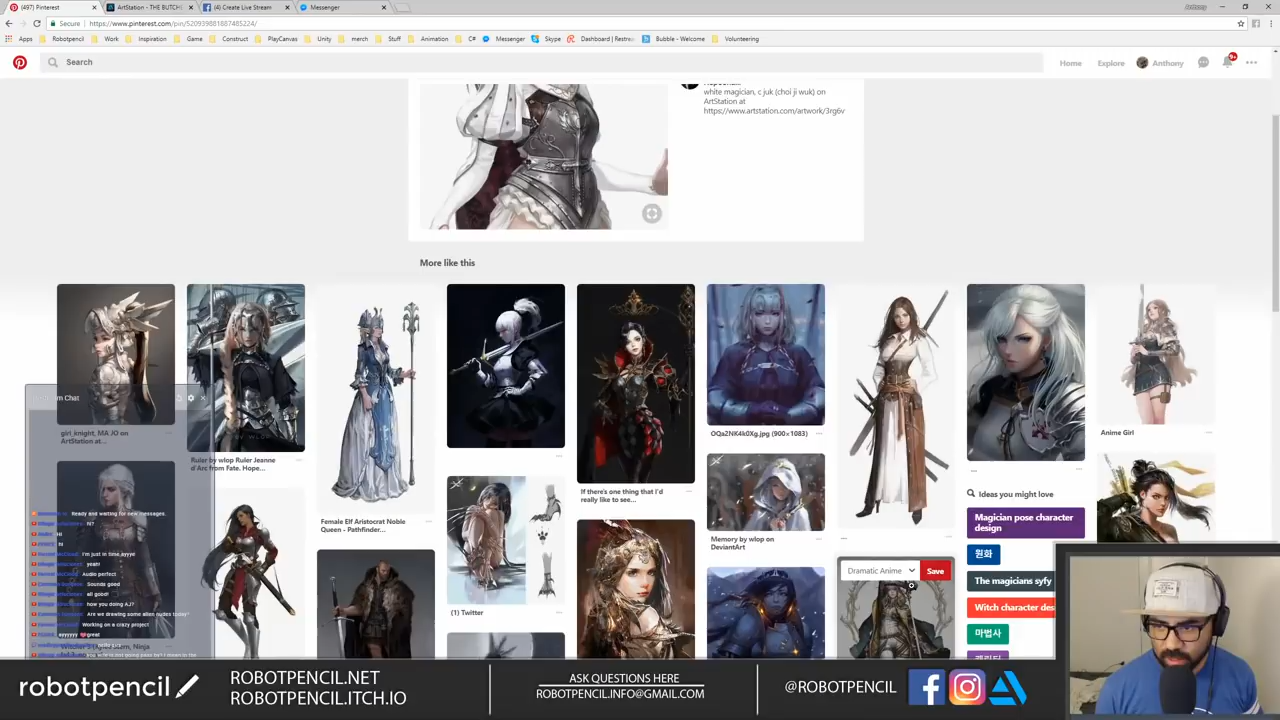 (497) Pinterest
ArtStation - THE BUTCH
(4) Create Live Stream
Messenger
Secure
https://www.pinterest.com/pin/520939881887485224/
Apps
Robotpencil
Work
Inspiration
Game
Construct
PlayCanvas
Unity
merch
Stuff
Animation
C#
Messenger
Skype
Dashboard | Restre
Bubble - Welcome
Volunteering
Search
Home
Explore
Anthony
9+
white magician, c juk (choi ji wuk) on
ArtStation at
https://www.artstation.com/artwork/3rg6v
More like this
girl_knight, MA JO on
ArtStation at...
Ruler by wlop Ruler Jeanne
d'Arc from Fate. Hope...
Female Elf Aristocrat Noble
Queen - Pathfinder...
(1) Twitter
If there's one thing that I'd
really like to see...
OQa2NK4k0Xg.jpg (900×1083)
Memory by wlop on
DeviantArt
Dramatic Anime
Save
Anime Girl
Ideas you might love
Magician pose character
design
원화
The magicians syfy
Witch character des
마법사
Chat
Ready and waiting for new messages.
hi?
hi
I'm just in time,ayyye
yeah!
Audio perfect
Sounds good
all good!
how you doing AJ?
Are we drawing some alien nudes today?
Working on a crazy project
great
robotpencil
ROBOTPENCIL.NET
ROBOTPENCIL.ITCH.IO
ASK QUESTIONS HERE
ROBOTPENCIL.INFO@GMAIL.COM
@ROBOTPENCIL